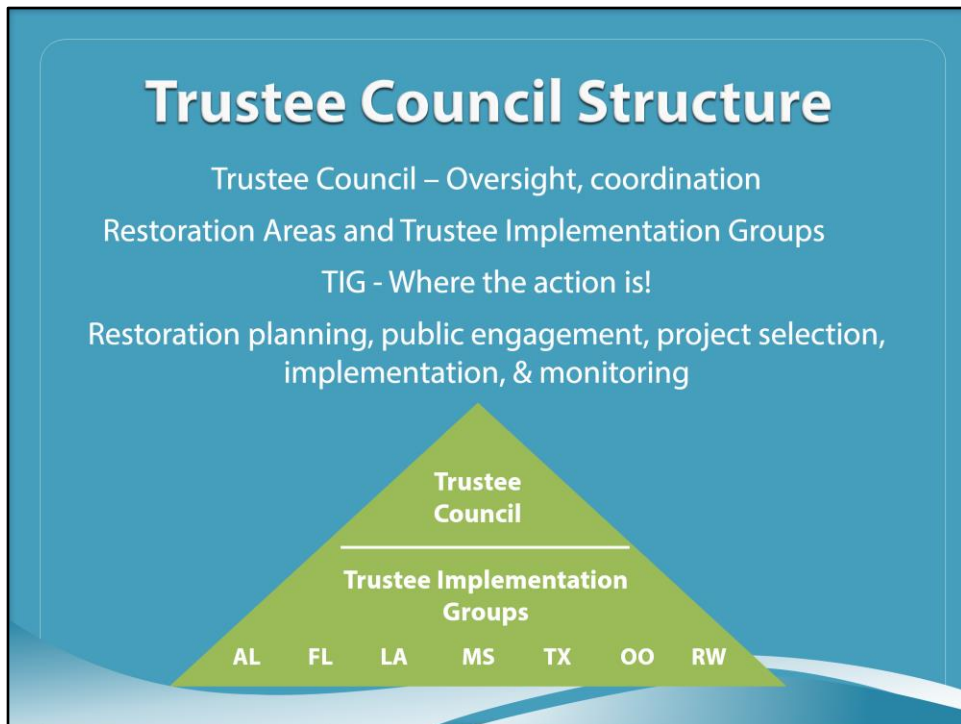 Trustee Council Structure
Trustee Council – Oversight, coordination
Restoration Areas and Trustee Implementation Groups
TIG - Where the action is!
Restoration planning, public engagement, project selection,
implementation, & monitoring
Trustee
Council
Trustee Implementation
Groups
AL FL LA MS TX OO RW